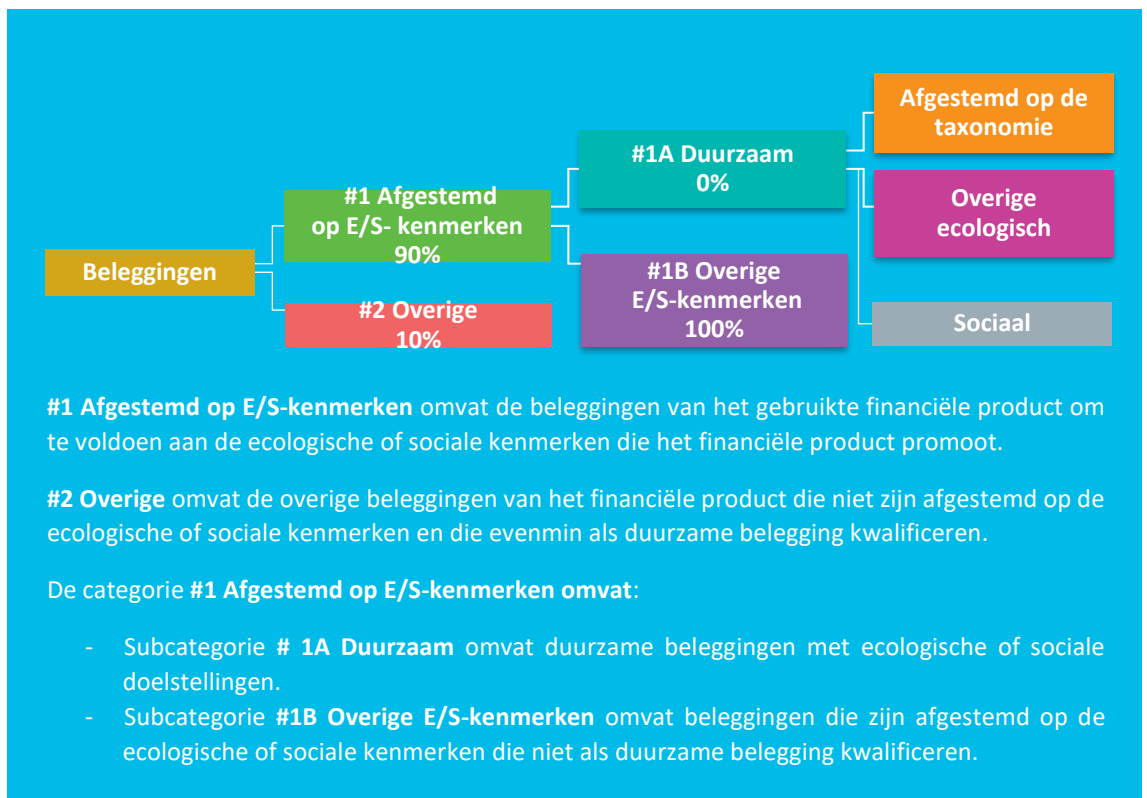 Beleggingen
#1 Afgestemd
op E/S- kenmerken
90%
#2 Overige
10%
#1A Duurzaam
0%
#1B Overige
E/S-kenmerken
100%
Afgestemd op de
taxonomie
Overige
ecologisch
Sociaal
#1 Afgestemd op E/S-kenmerken omvat de beleggingen van het gebruikte financiële product om
te voldoen aan de ecologische of sociale kenmerken die het financiële product promoot.
#2 Overige omvat de overige beleggingen van het financiële product die niet zijn afgestemd op de
ecologische of sociale kenmerken en die evenmin als duurzame belegging kwalificeren.
De categorie #1 Afgestemd op E/S-kenmerken omvat:
- Subcategorie # 1A Duurzaam omvat duurzame beleggingen met ecologische of sociale
doelstellingen.
- Subcategorie #1B Overige E/S-kenmerken omvat beleggingen die zijn afgestemd op de
ecologische of sociale kenmerken die niet als duurzame belegging kwalificeren.